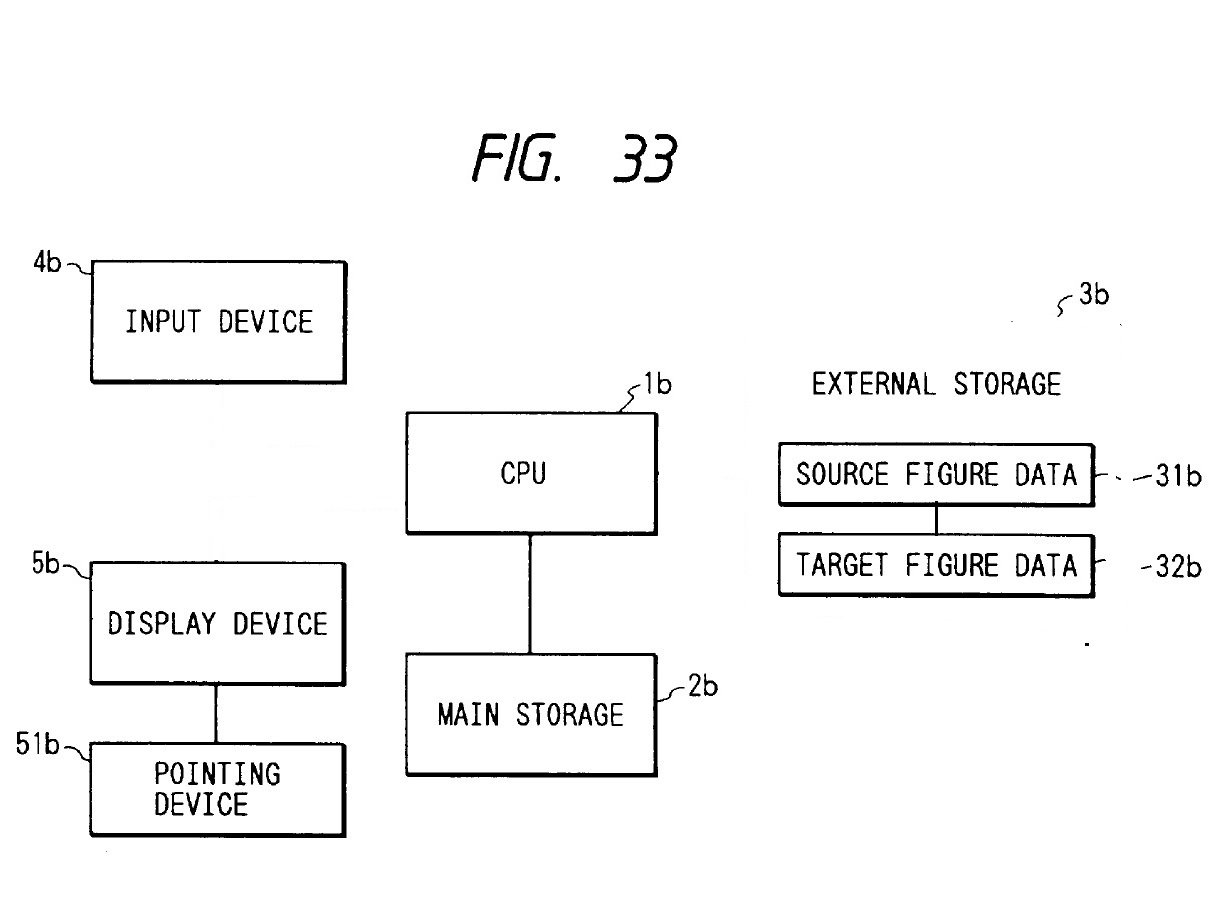 FIG. 33
4b
INPUT DEVICE
3b
EXTERNAL STORAGE
1b
CPU
SOURCE FIGURE DATA
31b
TARGET FIGURE DATA
32b
5b
DISPLAY DEVICE
MAIN STORAGE
2b
51b
POINTING
DEVICE